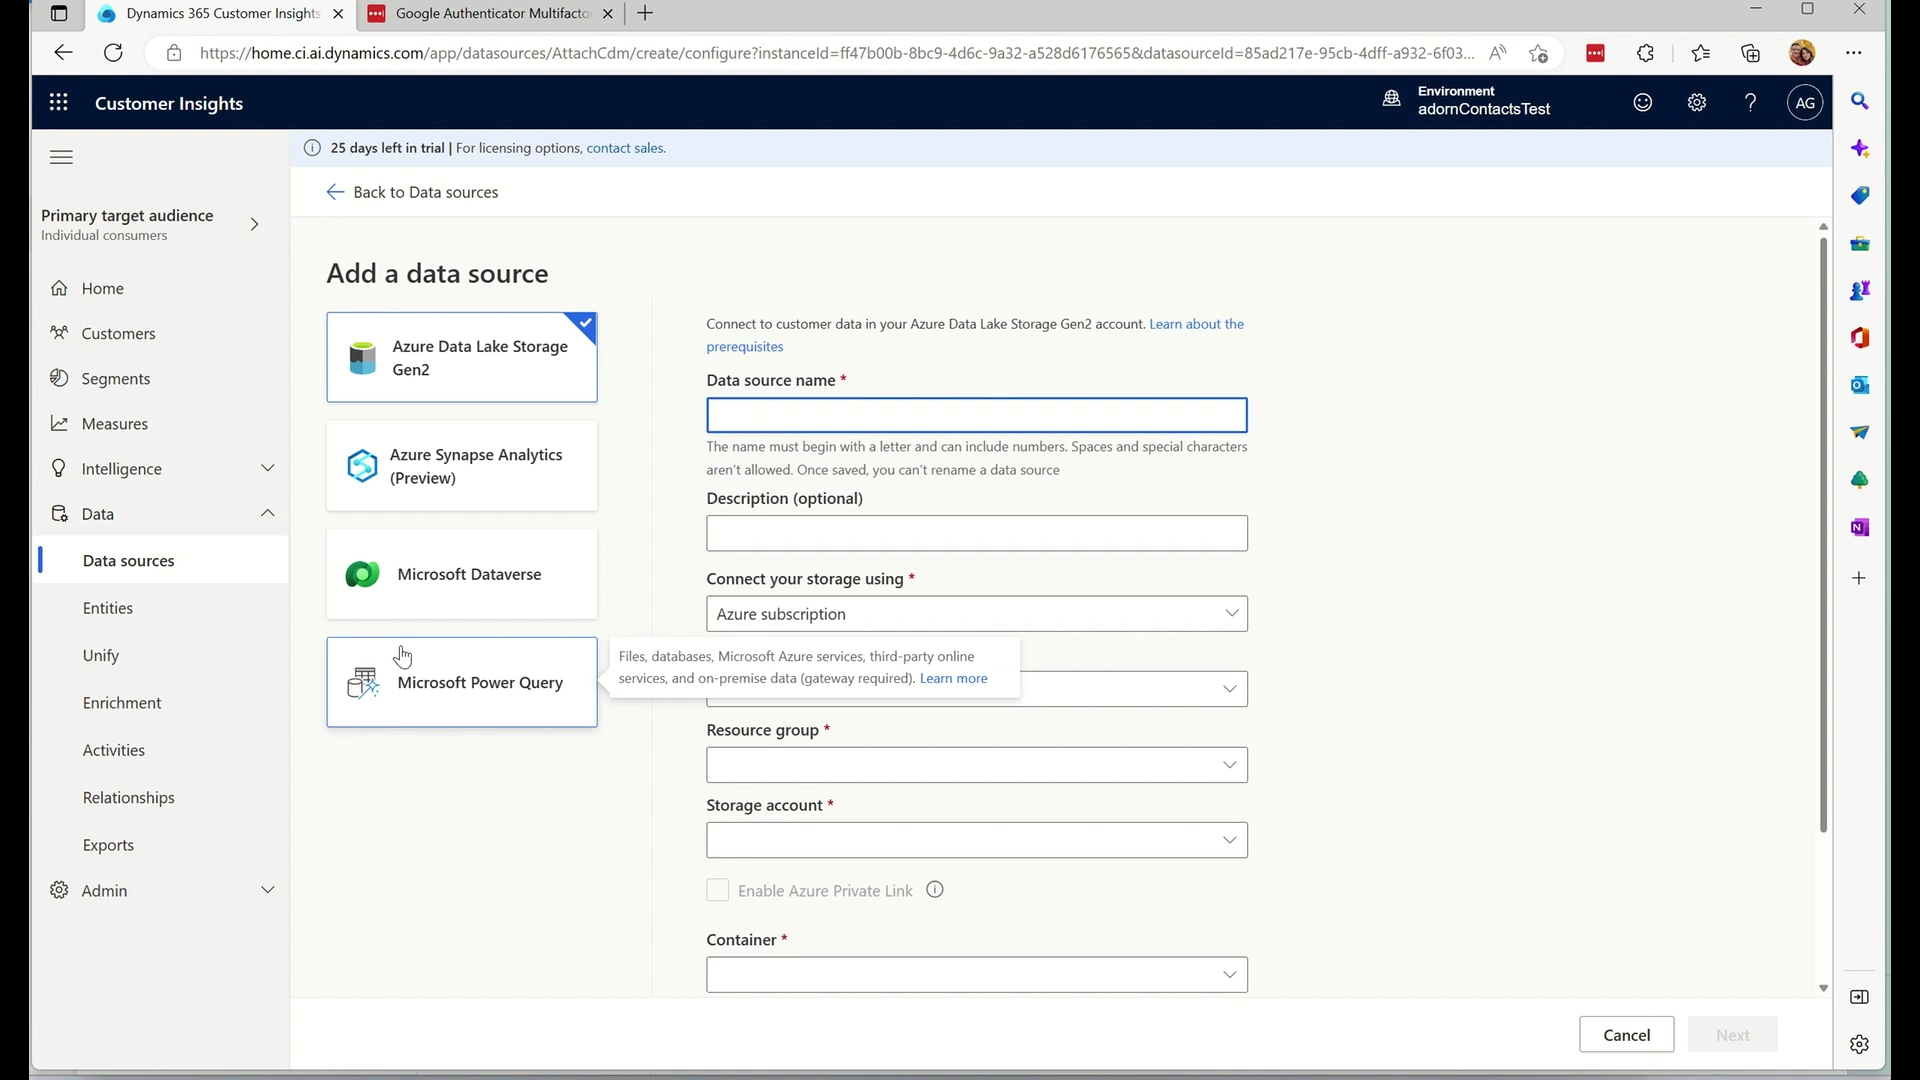 Dynamics 365 Customer Insights
Google Authenticator Multifacto
https://home.ci.ai.dynamics.com/app/datasources/AttachCdm/create/configure?instanceId=ff47b00b-8bc9-4d6c-9a32-a528d6176565&datasourceId=85ad217e-95cb-4dff-a932-6f03...
Customer Insights
Environment
adornContactsTest
?
AG
25 days left in trial | For licensing options, contact sales.
Back to Data sources
Primary target audience
Individual consumers
Home
Customers
Segments
Measures
Intelligence
Data
Data sources
Entities
Unify
Enrichment
Activities
Relationships
Exports
Admin
Add a data source
Azure Data Lake Storage
Gen2
Azure Synapse Analytics
(Preview)
Microsoft Dataverse
Microsoft Power Query
Connect to customer data in your Azure Data Lake Storage Gen2 account. Learn about the
prerequisites
Data source name *
The name must begin with a letter and can include numbers. Spaces and special characters
aren't allowed. Once saved, you can't rename a data source
Description (optional)
Connect your storage using *
Azure subscription
Files, databases, Microsoft Azure services, third-party online
services, and on-premise data (gateway required). Learn more
Resource group *
Storage account *
Enable Azure Private Link
Container *
Cancel
Next